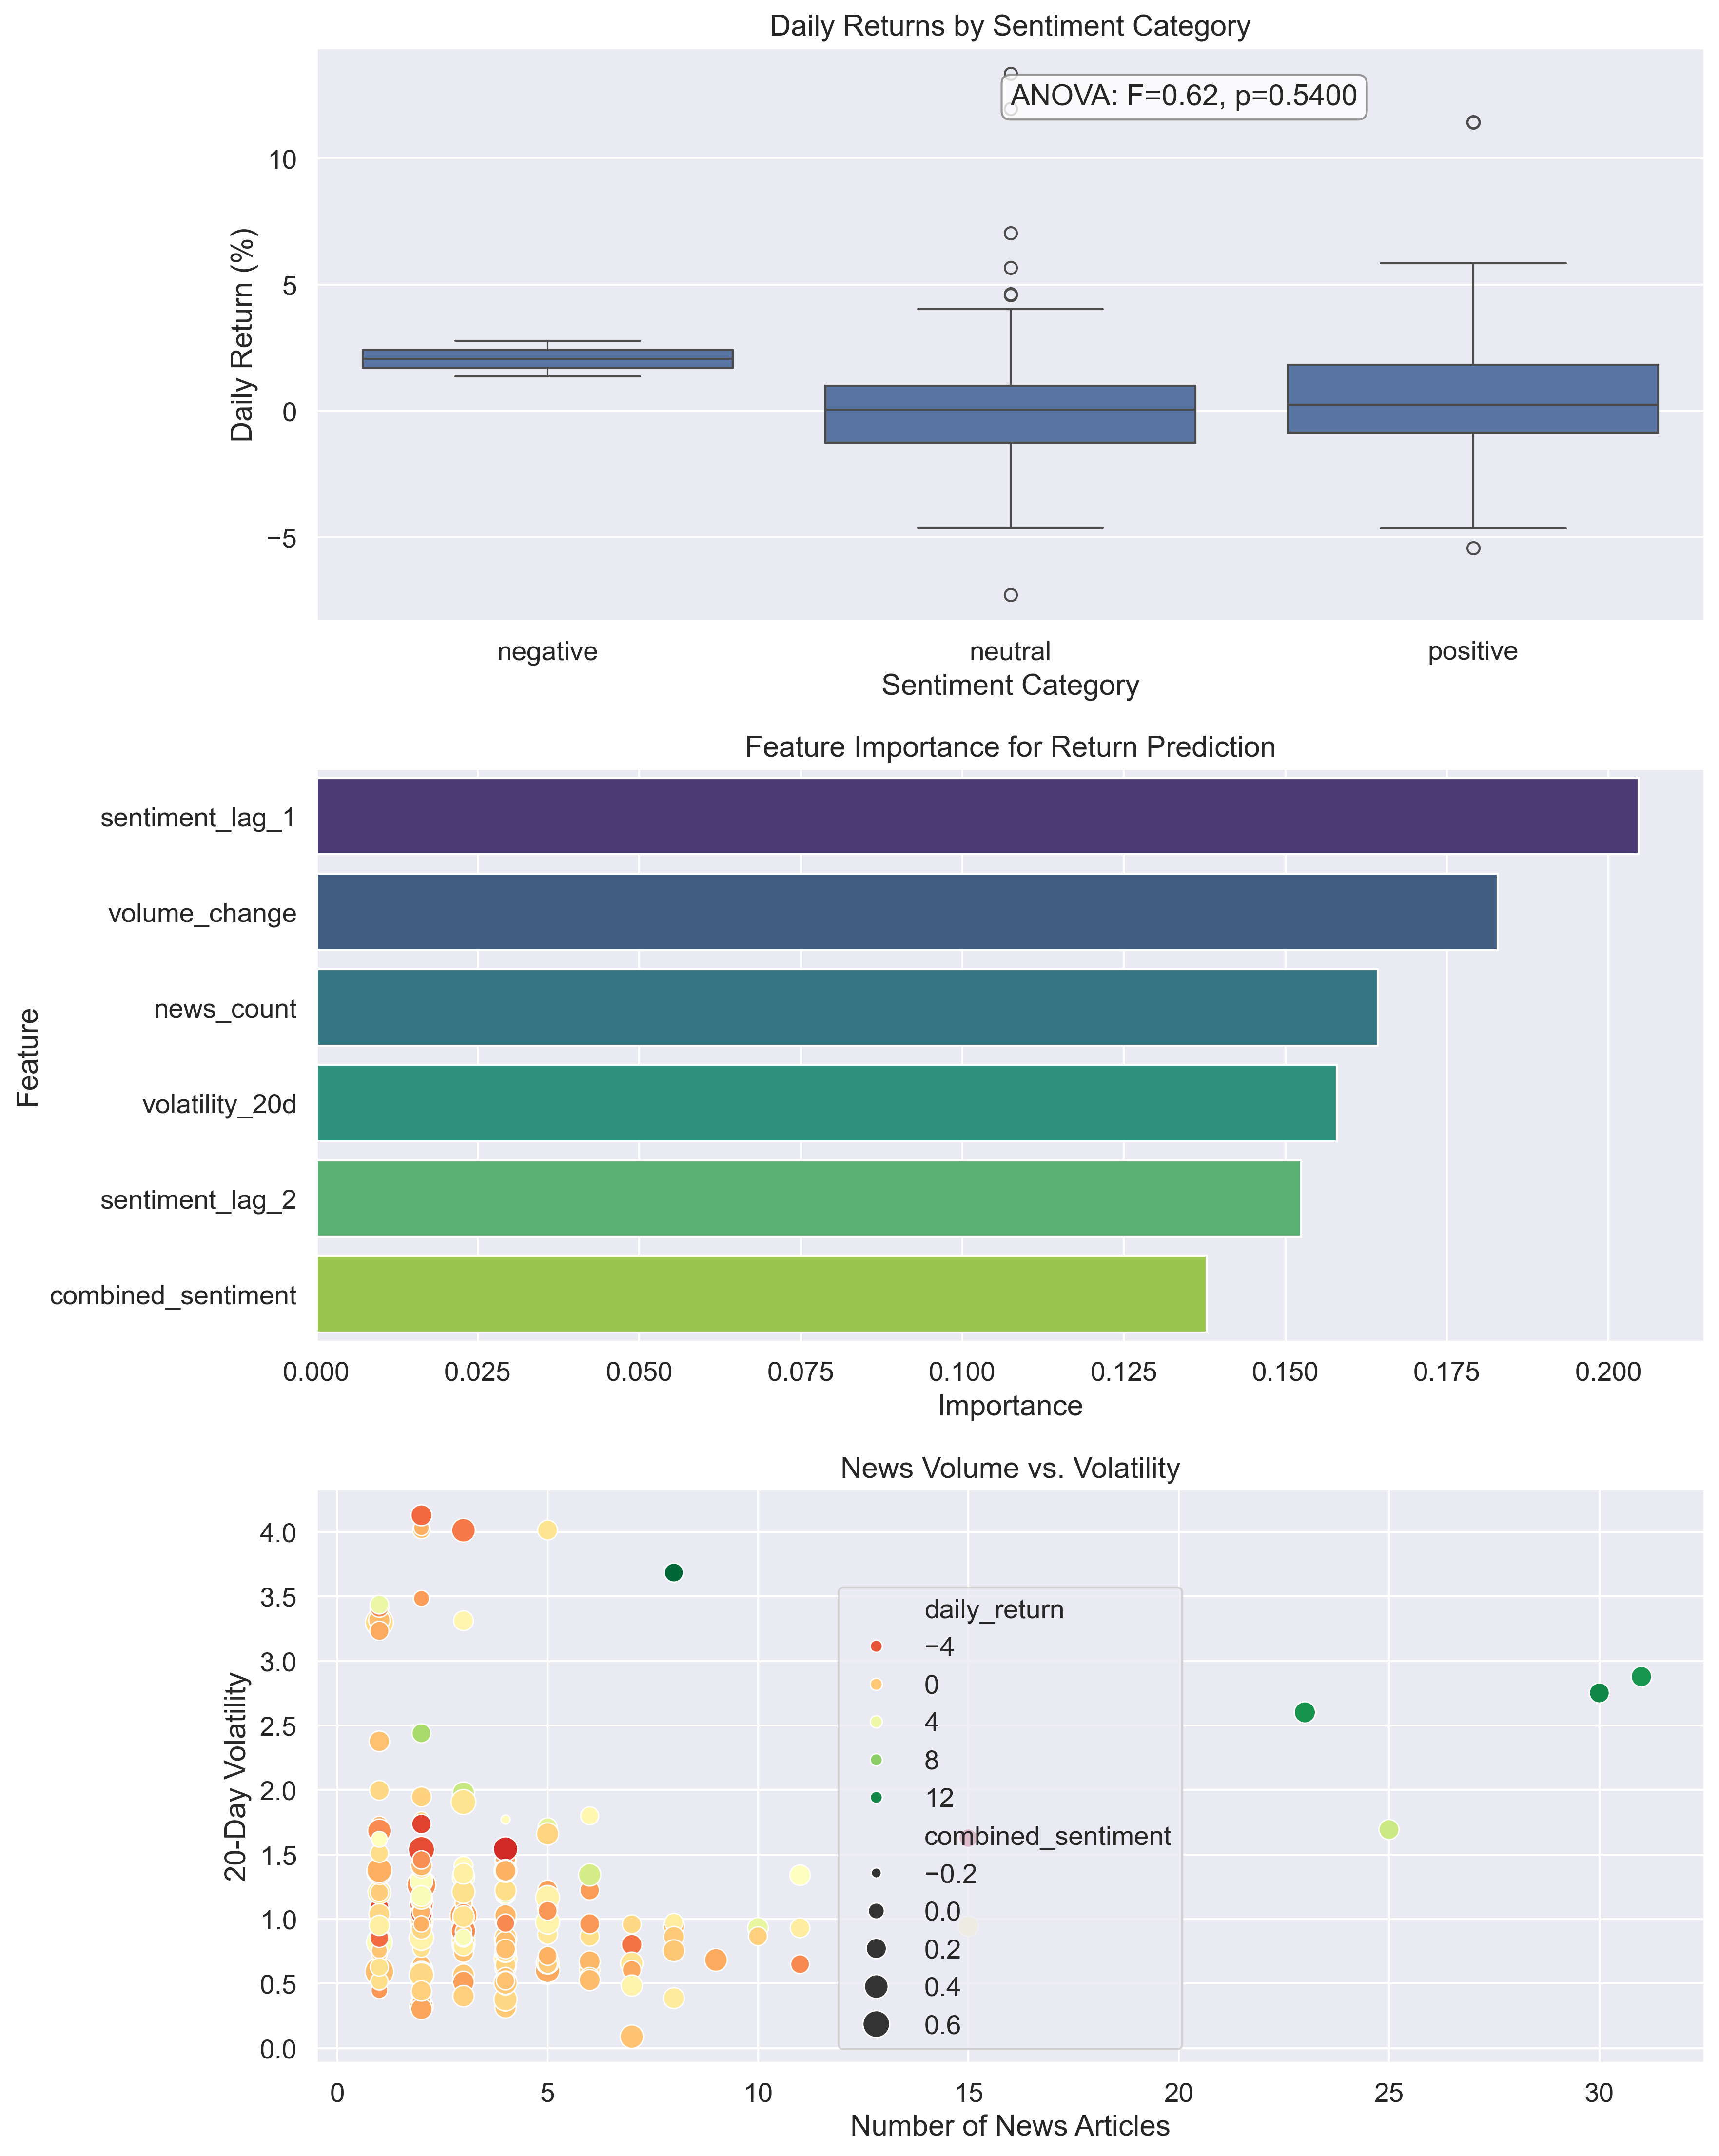 Daily Returns by Sentiment Category
ANOVA: F=0.62, p=0.5400
Daily Return (%)
10
5
0
−5
negative
neutral
positive
Sentiment Category
Feature Importance for Return Prediction
Feature
sentiment_lag_1
volume_change
news_count
volatility_20d
sentiment_lag_2
combined_sentiment
0.000
0.025
0.050
0.075
0.100
0.125
0.150
0.175
0.200
Importance
News Volume vs. Volatility
20-Day Volatility
4.0
3.5
3.0
2.5
2.0
1.5
1.0
0.5
0.0
daily_return
−4
0
4
8
12
combined_sentiment
−0.2
0.0
0.2
0.4
0.6
0
5
10
15
20
25
30
Number of News Articles